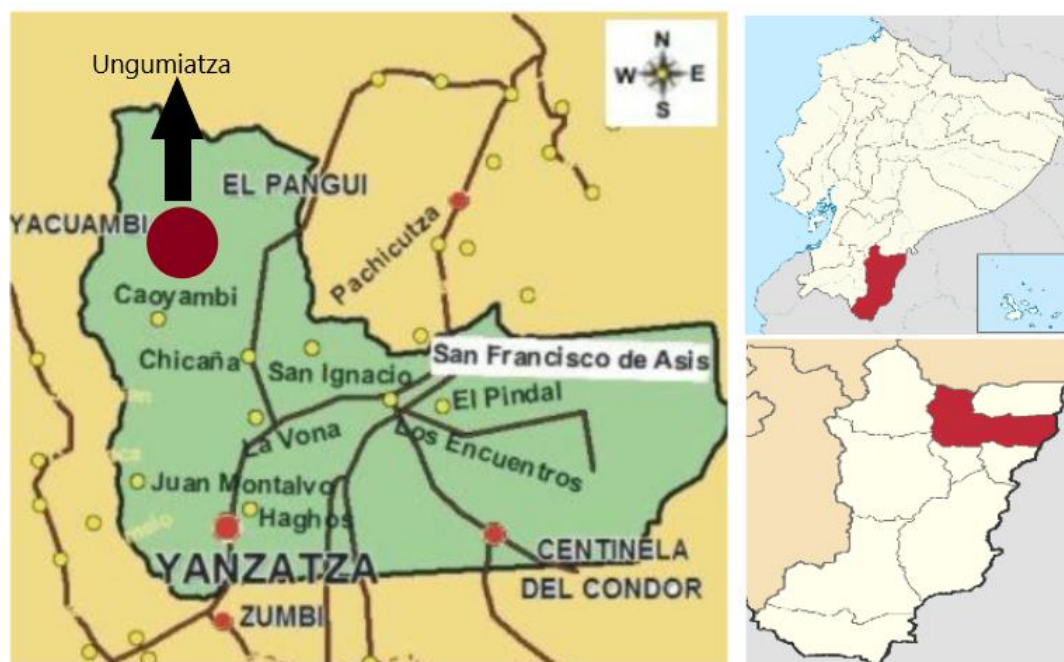 Ungumiatza
N
W E
S
EL PANGUI
YACUAMBI
Pachicutza
Caoyambi
Chicaña
San Ignacio
San Francisco de Asis
El Pindal
La Vona
Los Encuentros
Juan Montalvo
Haghos
YANZATZA
CENTINELA
DEL CONDOR
ZUMBI